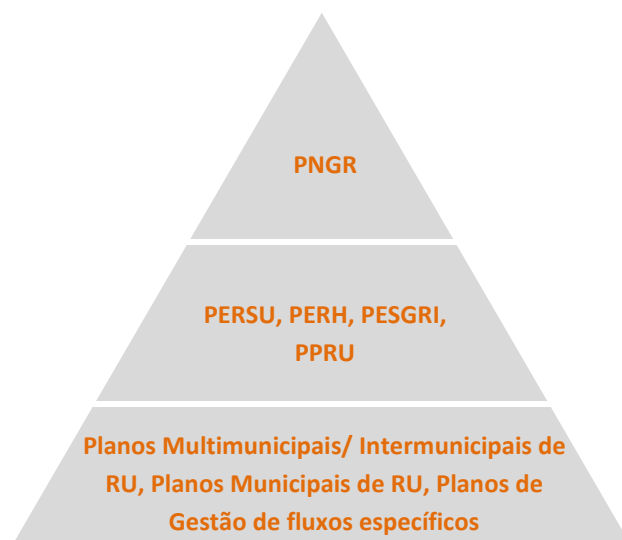 PNGR
PERSU, PERH, PESGRI,
PPRU
Planos Multimunicipais/ Intermunicipais de
RU, Planos Municipais de RU, Planos de
Gestão de fluxos específicos